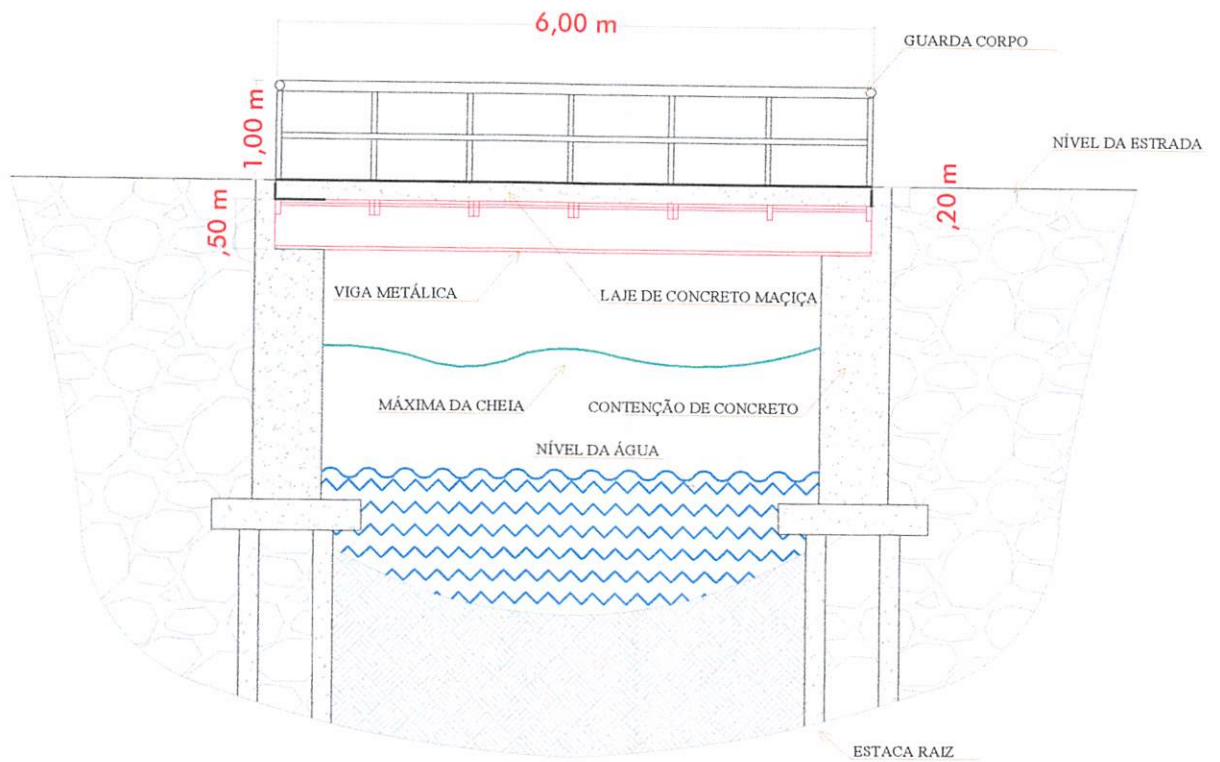 6,00 m
GUARDA CORPO
1,00 m
NÍVEL DA ESTRADA
,50 m
,20 m
VIGA METÁLICA
LAJE DE CONCRETO MAÇIÇA
MÁXIMA DA CHEIA
CONTENÇÃO DE CONCRETO
NÍVEL DA ÁGUA
ESTACA RAIZ